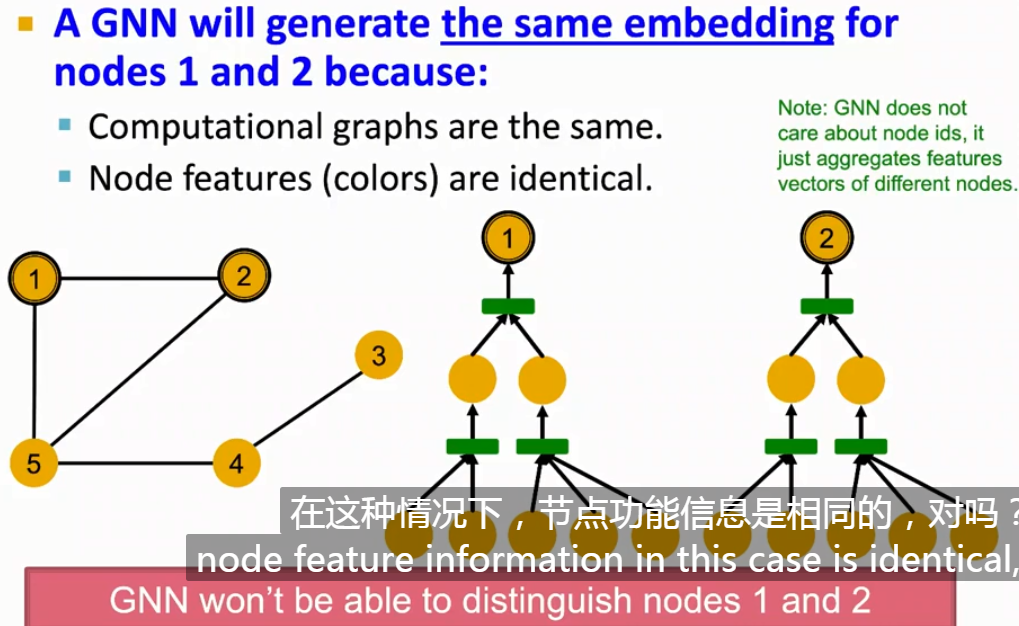 A GNN will generate the same embedding for
nodes 1 and 2 because:
Computational graphs are the same.
Node features (colors) are identical.
Note: GNN does not
care about node ids, it
just aggregates features
vectors of different nodes.
1
2
1
2
3
5
4
在这种情况下，节点功能信息是相同的，对吗？
node feature information in this case is identical,
GNN won't be able to distinguish nodes 1 and 2